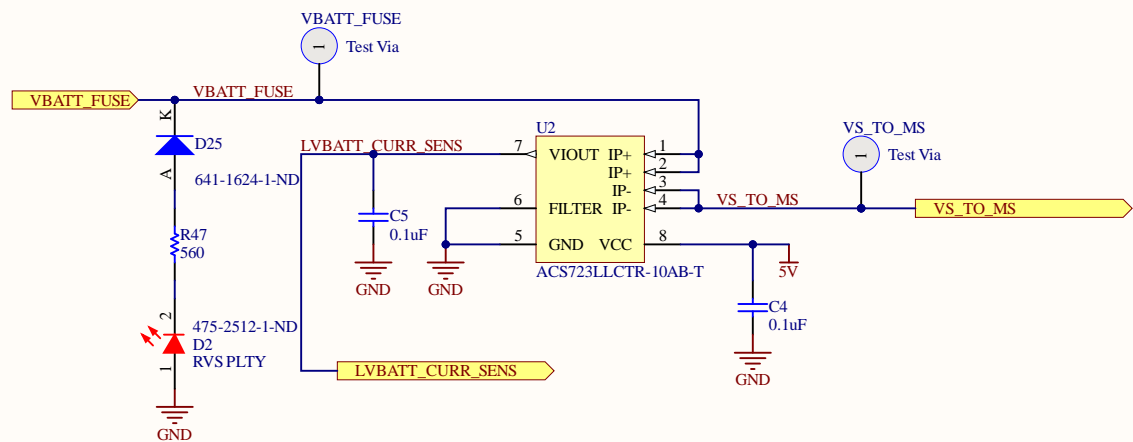 VBATT_FUSE
1
Test Via
VBATT_FUSE
VBATT_FUSE
K
D25
A
641-1624-1-ND
R47
560
2
475-2512-1-ND
D2
RVS PLTY
1
GND
LVBATT_CURR_SENS
C5
0.1uF
GND
GND
U2
7
VIOUT
IP+
1
IP+
2
IP-
3
6
FILTER
IP-
4
5
GND
VCC
8
ACS723LLCTR-10AB-T
VS_TO_MS
VS_TO_MS
1
Test Via
VS_TO_MS
5V
C4
0.1uF
GND
LVBATT_CURR_SENS